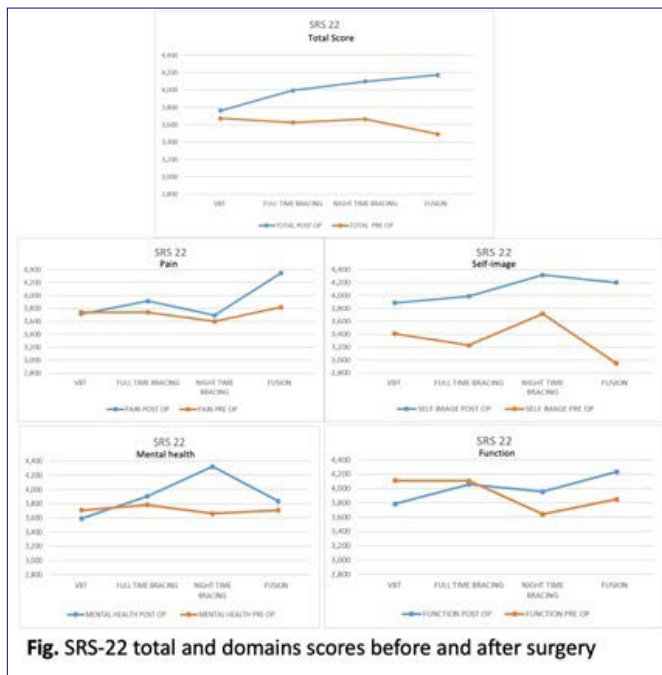 SRS 22
Total Score
4,400
4,200
4,000
3,800
3,600
3,400
3,200
3,000
2,800
VBT
FULL TIME BRACING
NIGHT TIME BRACING
FUSION
TOTAL POST OP
TOTAL PRE OP
SRS 22
Pain
4,400
4,200
4,000
3,800
3,600
3,400
3,200
3,000
2,800
VBT
FULL TIME BRACING
NIGHT TIME
BRACING
FUSION
PAIN POST OP
PAIN PRE OP
SRS 22
Self-image
4,400
4,200
4,000
3,800
3,600
3,400
3,200
3,000
2,800
VBT
FULL TIME BRACING
NIGHT TIME
BRACING
FUSION
SELF IMAGE POST OP
SELF IMAGE PRE OP
SRS 22
Mental health
4,400
4,200
4,000
3,800
3,600
3,400
3,200
3,000
2,800
VBT
FULL TIME BRACING
NIGHT TIME
BRACING
FUSION
MENTAL HEALTH POST OP
MENTAL HEALTH PRE OP
SRS 22
Function
4,400
4,200
4,000
3,800
3,600
3,400
3,200
3,000
2,800
VBT
FULL TIME BRACING
NIGHT TIME
BRACING
FUSION
FUNCTION POST OP
FUNCTION PRE OP
Fig. SRS-22 total and domains scores before and after surgery